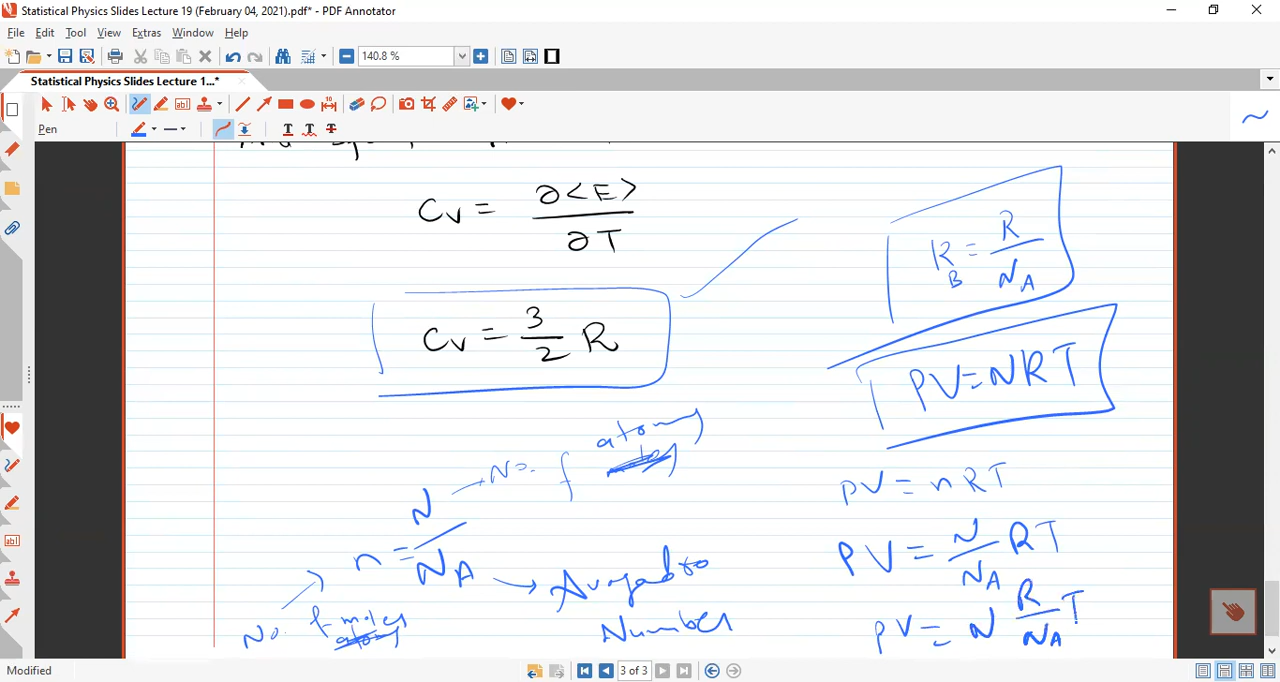 Statistical Physics Slides Lecture 19 (February 04, 2021).pdf* - PDF Annotator
File Edit Tool View Extras Window Help
140.8 %
Statistical Physics Slides Lecture 1...*
Pen
Cv = ∂<E> / ∂T
Cv = 3/2 R
K_B = R / N_A
PV = NRT
PV = nRT
PV = N/N_A RT
PV = N R/N_A T
No. of atoms
n = N / N_A
No. of moles
Avogadro
Number
Modified
3 of 3